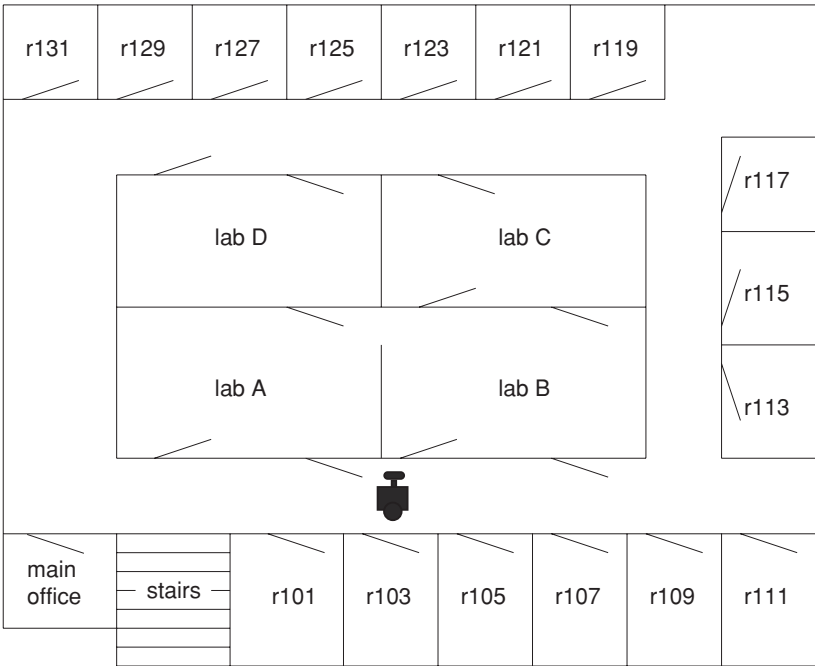 r131 r129 r127 r125 r123 r121 r119
r117
lab D lab C
r115
lab A lab B
r113
main
office
stairs
r101 r103 r105 r107 r109 r111